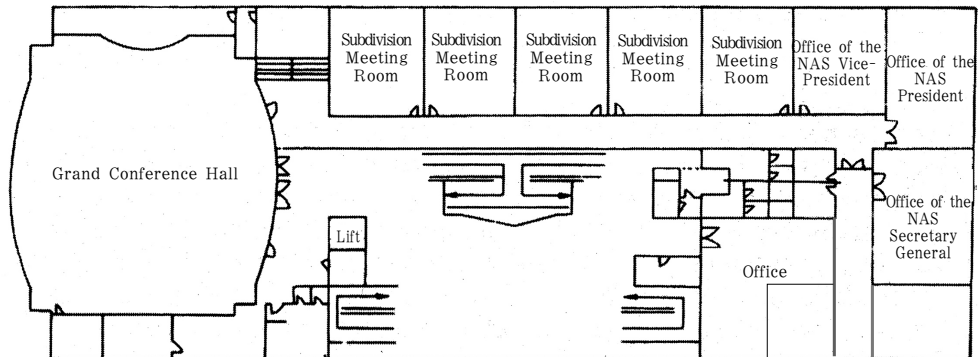 Subdivision
Meeting
Room
Subdivision
Meeting
Room
Subdivision
Meeting
Room
Subdivision
Meeting
Room
Subdivision
Meeting
Room
Office of the
NAS Vice-
President
Office of the
NAS
President
Grand Conference Hall
Lift
Office
Office of the
NAS
Secretary
General